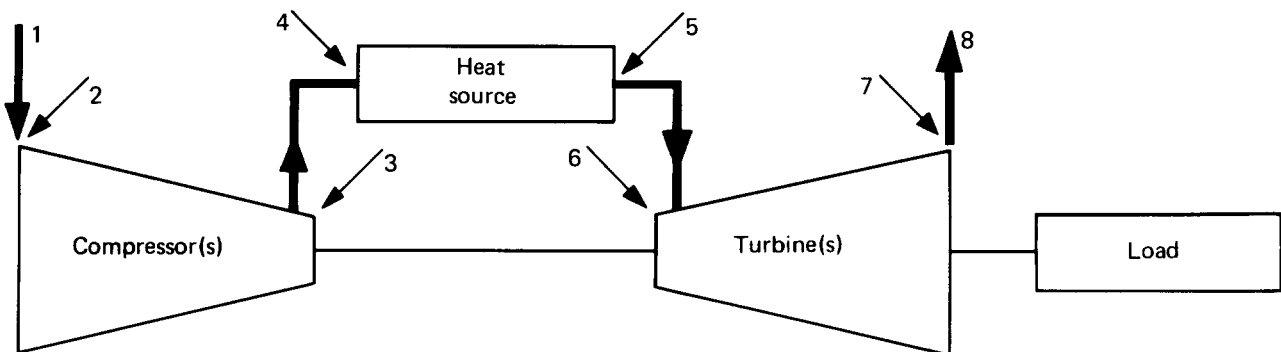 1
2
3
4
5
6
7
8
Heat
source
Compressor(s)
Turbine(s)
Load